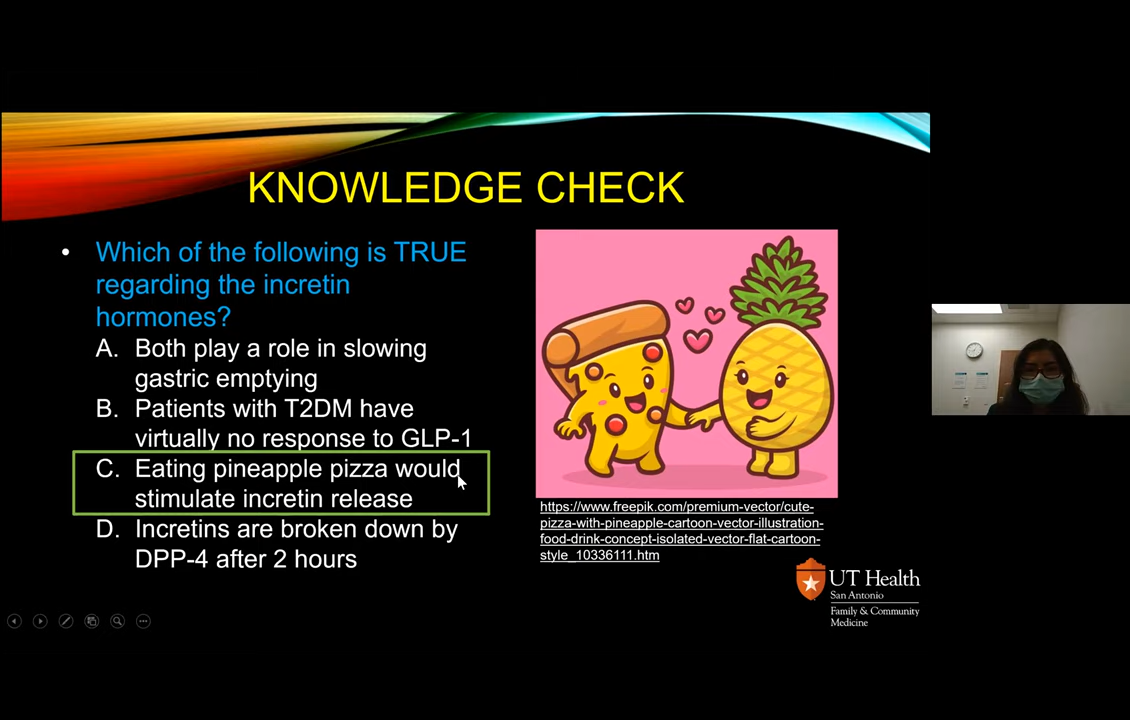 KNOWLEDGE CHECK
• Which of the following is TRUE
regarding the incretin
hormones?
A. Both play a role in slowing
gastric emptying
B. Patients with T2DM have
virtually no response to GLP-1
C. Eating pineapple pizza would
stimulate incretin release
D. Incretins are broken down by
DPP-4 after 2 hours
https://www.freepik.com/premium-vector/cute-
pizza-with-pineapple-cartoon-vector-illustration-
food-drink-concept-isolated-vector-flat-cartoon-
style_10336111.htm
UT Health
San Antonio
Family & Community
Medicine